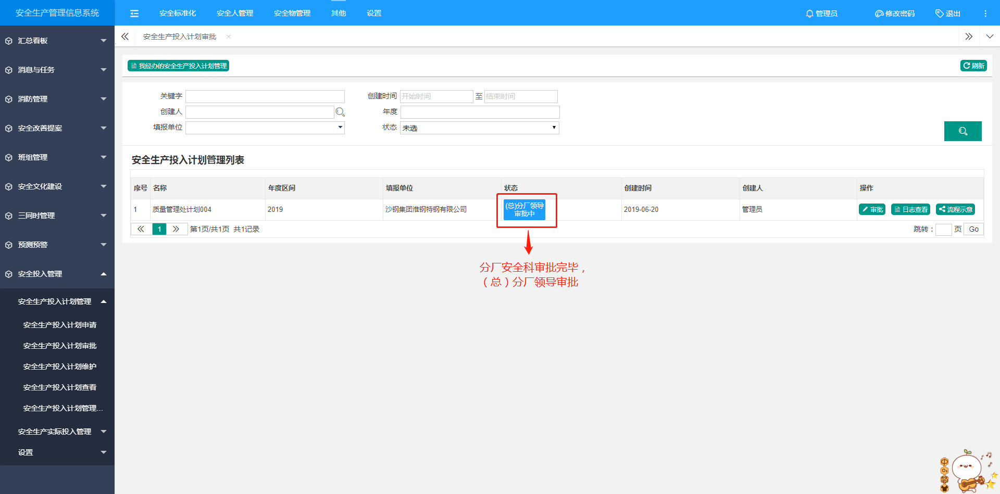 安全生产管理信息系统
安全标准化
安全人管理
安全物管理
其他
设置
管理员
修改密码
退出
汇总看板
消息与任务
消防管理
安全改善提案
班组管理
安全文化建设
三同时管理
预测预警
安全投入管理
安全生产投入计划管理
安全生产投入计划申请
安全生产投入计划审批
安全生产投入计划维护
安全生产投入计划查看
安全生产投入计划管理...
安全生产实际投入管理
设置
安全生产投入计划审批 ×
我经办的安全生产投入计划管理
刷新
关键字
创建时间 开始时间 至 结束时间
创建人
年度
填报单位
状态 未选
安全生产投入计划管理列表
序号 名称 年度区间 填报单位 状态 创建时间 创建人 操作
1 质量管理处计划004 2019 沙钢集团淮钢特钢有限公司 (总)分厂领导
审批中
2019-06-20 管理员 审批 日志查看 流程示意
1 第1页/共1页 共1记录
跳转： 页 Go
分厂安全科审批完毕，
（总）分厂领导审批
中
简